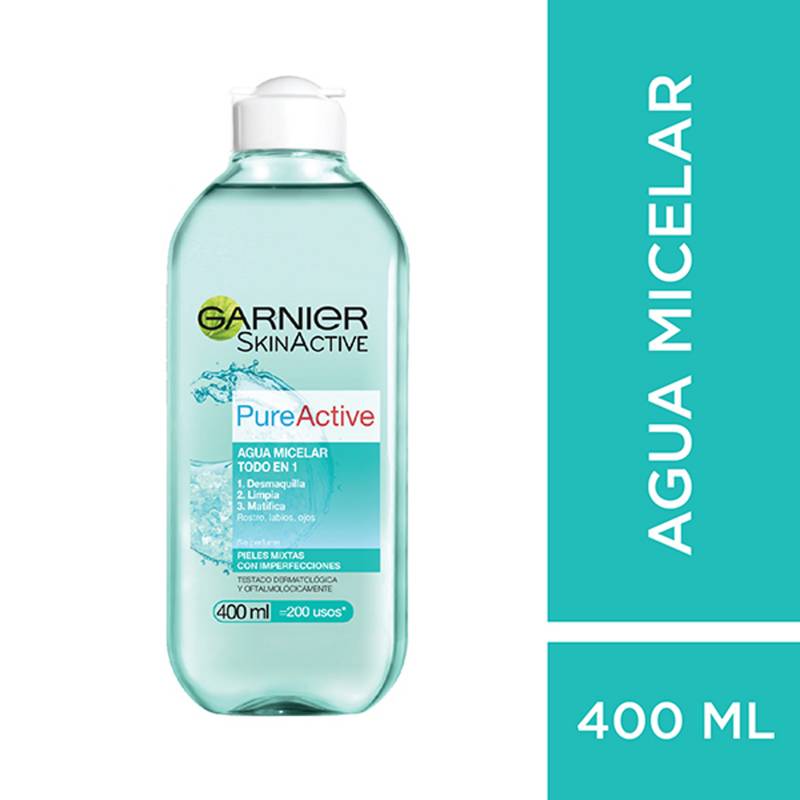 GARNIER
SKINACTIVE
PureActive
AGUA MICELAR
TODO EN 1
1. Desmaquilla
2. Limpia
3. Matifica
Rostro, labios, ojos
PIELES MIXTAS
CON IMPERFECCIONES
TESTADO DERMATOLÓGICA
Y OFTALMOLÓGICAMENTE
400 ml =200 usos*
AGUA MICELAR
400 ML